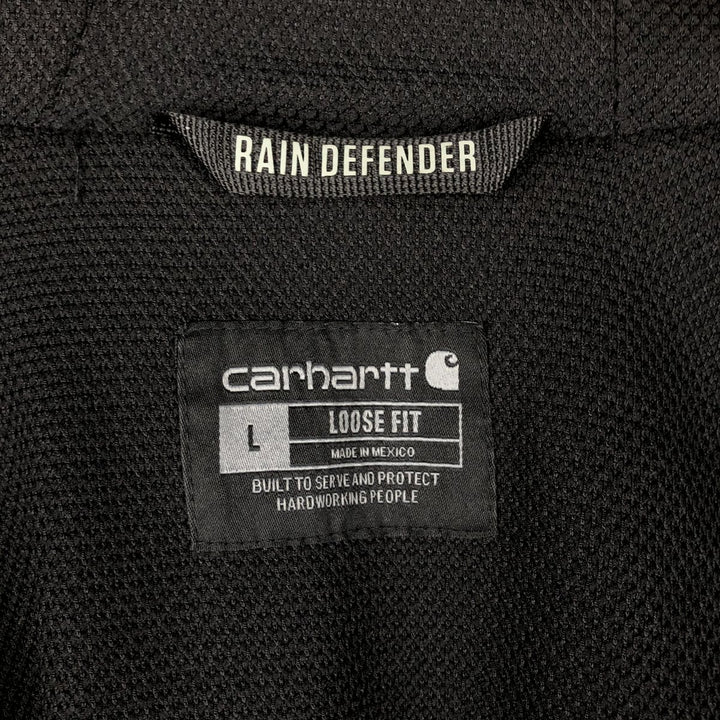 RAIN DEFENDER
carhartt
L
LOOSE FIT
MADE IN MEXICO
BUILT TO SERVE AND PROTECT
HARDWORKING PEOPLE